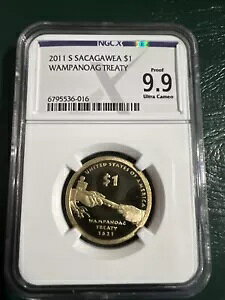 NGCX
2011 S SACAGAWEA $1
WAMPANOAG TREATY
6795536-016
Proof
9.9
Ultra Cameo
UNITED STATES OF AMERICA
$1
WAMPANOAG
TREATY
1621